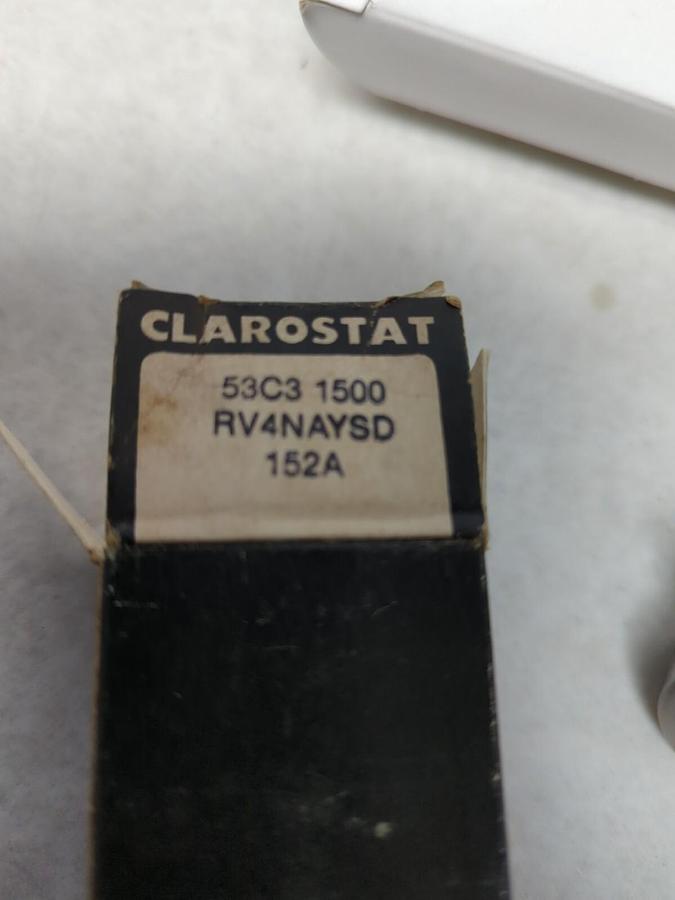 CLAROSTAT
53C3 1500
RV4NAYSD
152A